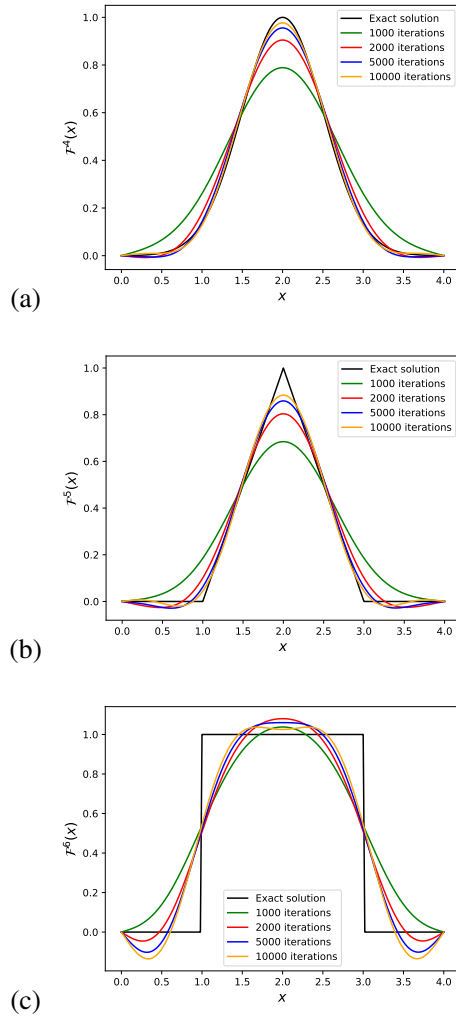 1.0
0.8
0.6
0.4
0.2
0.0
F⁴(x)
Exact solution
1000 iterations
2000 iterations
5000 iterations
10000 iterations
0.0 0.5 1.0 1.5 2.0 2.5 3.0 3.5 4.0
x
(a)
1.0
0.8
0.6
0.4
0.2
0.0
F⁵(x)
Exact solution
1000 iterations
2000 iterations
5000 iterations
10000 iterations
0.0 0.5 1.0 1.5 2.0 2.5 3.0 3.5 4.0
x
(b)
1.0
0.8
0.6
0.4
0.2
0.0
F⁶(x)
Exact solution
1000 iterations
2000 iterations
5000 iterations
10000 iterations
0.0 0.5 1.0 1.5 2.0 2.5 3.0 3.5 4.0
x
(c)